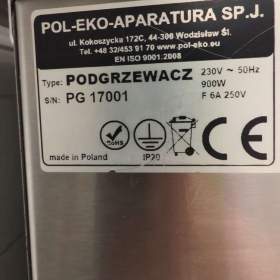 POL-EKO-APARATURA SP.J.
ul. Kokoszycka 172C, 44-300 Wodzisław Śl.
Tel. +48 32/453 91 70 www.pol-eko.eu
EN ISO 9001:2008
Type: PODGRZEWACZ 230V ~ 50Hz
900W
S/N: PG 17001 F 6A 250V
RoHS
made in Poland IP20 CE